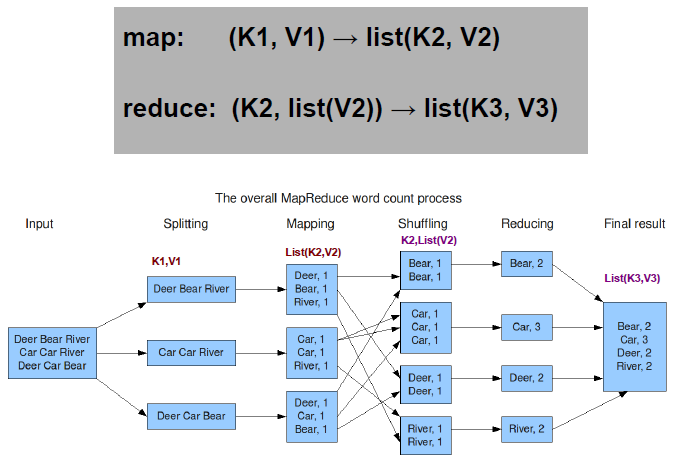 map: (K1, V1) → list(K2, V2)
reduce: (K2, list(V2)) → list(K3, V3)
The overall MapReduce word count process
Input
Splitting
Mapping
Shuffling
Reducing
Final result
K1,V1
List(K2,V2)
K2,List(V2)
List(K3,V3)
Deer Bear River
Car Car River
Deer Car Bear
Deer Bear River
Car Car River
Deer Car Bear
Deer, 1
Bear, 1
River, 1
Car, 1
Car, 1
River, 1
Deer, 1
Car, 1
Bear, 1
Bear, 1
Bear, 1
Car, 1
Car, 1
Car, 1
Deer, 1
Deer, 1
River, 1
River, 1
Bear, 2
Car, 3
Deer, 2
River, 2
Bear, 2
Car, 3
Deer, 2
River, 2